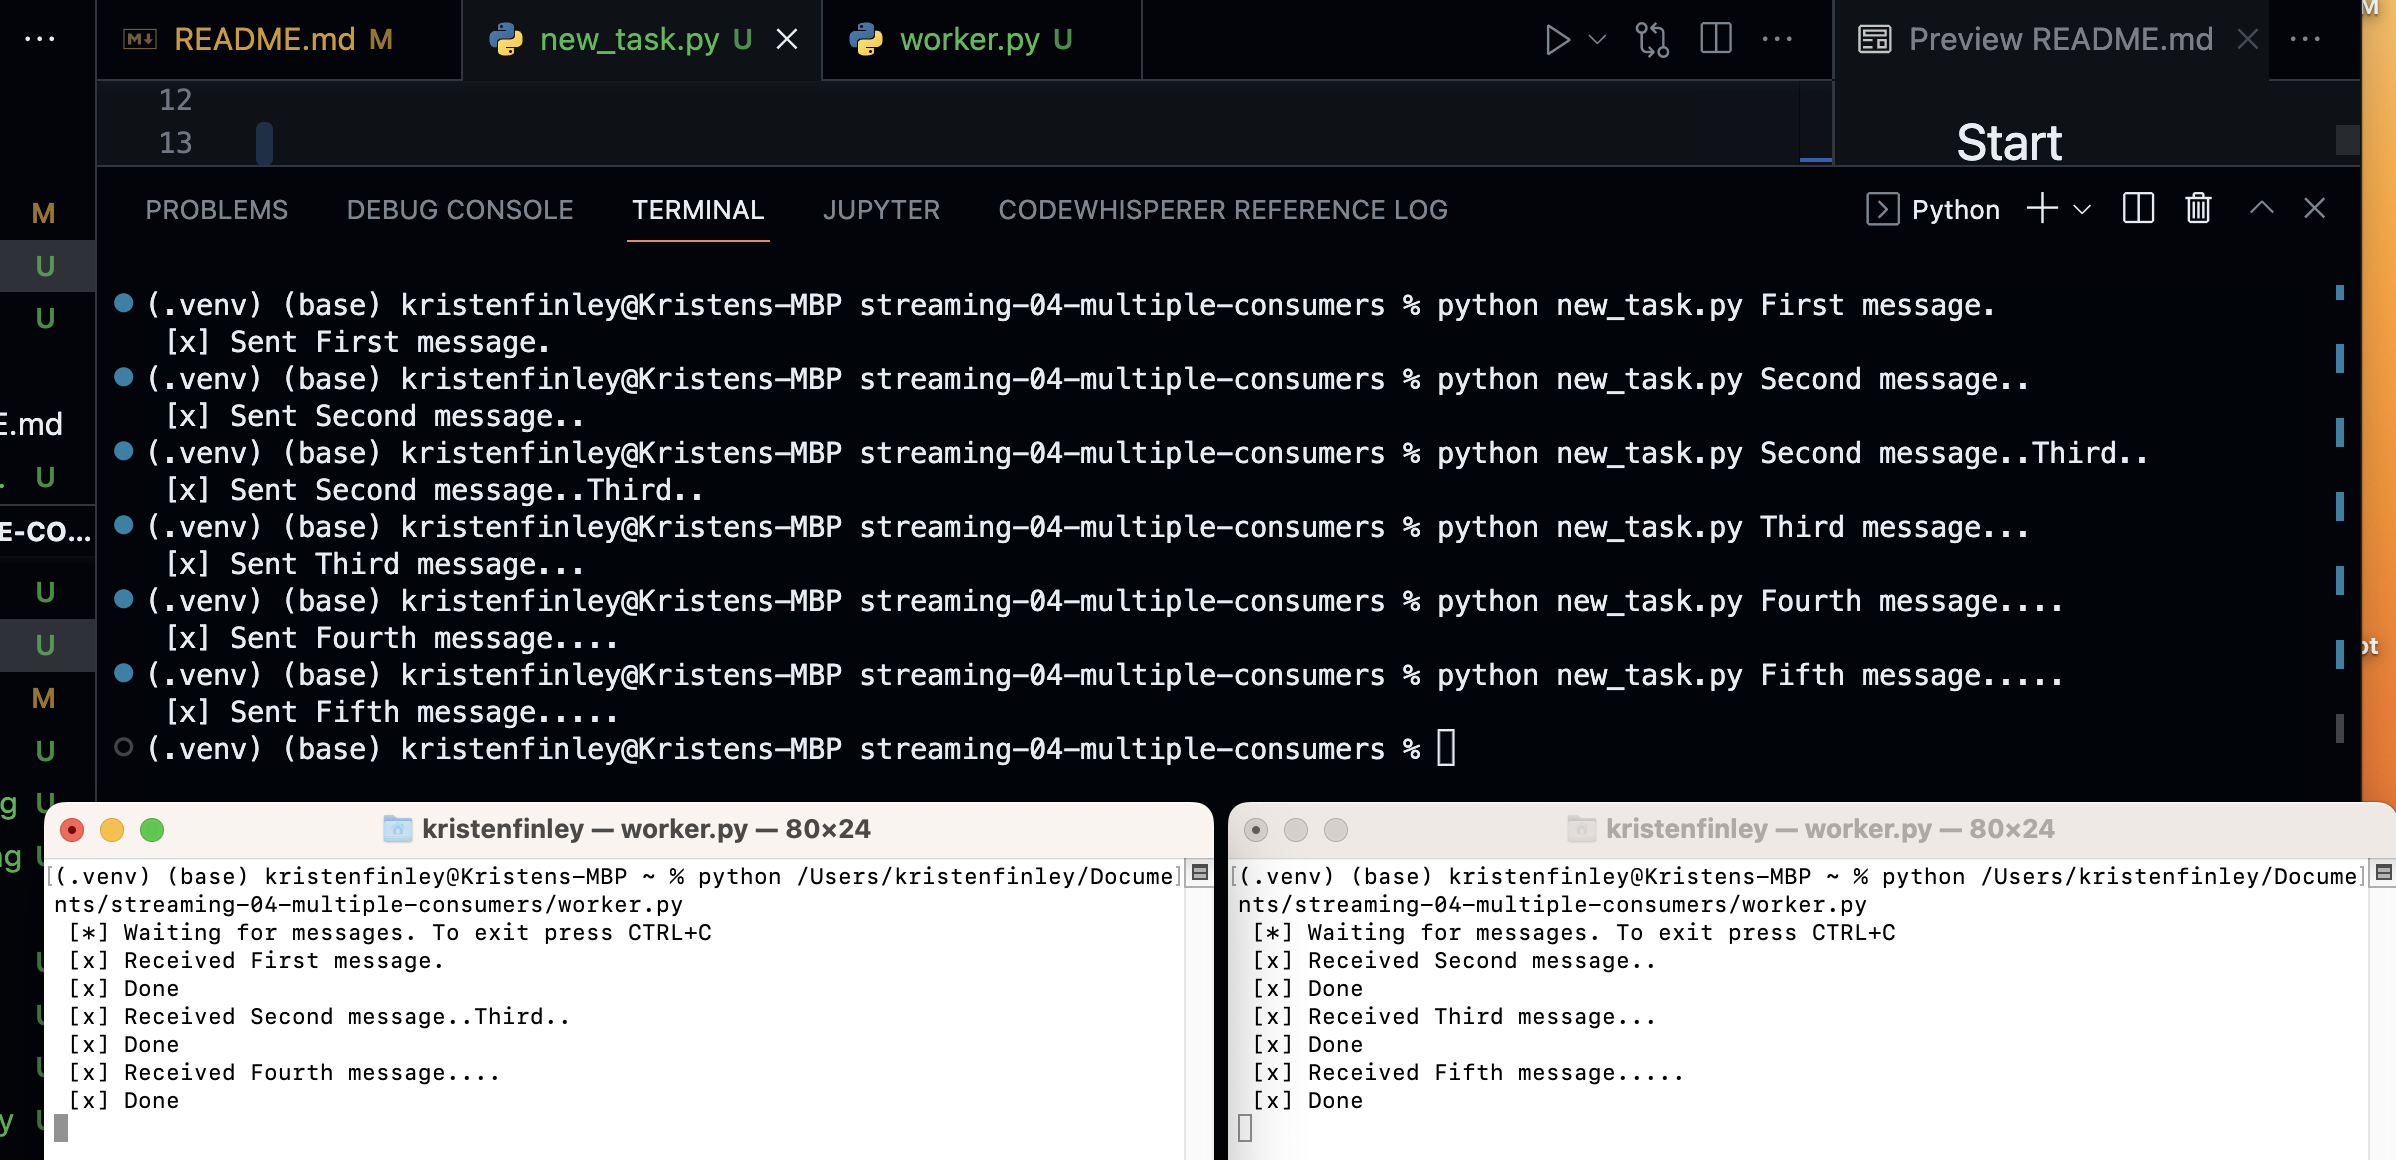 README.md M
new_task.py U
worker.py U
Preview README.md
12
13
Start
M
U
U
E.md
. U
E-CO...
U
U
M
U
g U
ng
y
PROBLEMS DEBUG CONSOLE TERMINAL JUPYTER CODEWHISPERER REFERENCE LOG
Python
(.venv) (base) kristenfinley@Kristens-MBP streaming-04-multiple-consumers % python new_task.py First message.
[x] Sent First message.
(.venv) (base) kristenfinley@Kristens-MBP streaming-04-multiple-consumers % python new_task.py Second message..
[x] Sent Second message..
(.venv) (base) kristenfinley@Kristens-MBP streaming-04-multiple-consumers % python new_task.py Second message..Third..
[x] Sent Second message..Third..
(.venv) (base) kristenfinley@Kristens-MBP streaming-04-multiple-consumers % python new_task.py Third message...
[x] Sent Third message...
(.venv) (base) kristenfinley@Kristens-MBP streaming-04-multiple-consumers % python new_task.py Fourth message....
[x] Sent Fourth message....
(.venv) (base) kristenfinley@Kristens-MBP streaming-04-multiple-consumers % python new_task.py Fifth message.....
[x] Sent Fifth message.....
(.venv) (base) kristenfinley@Kristens-MBP streaming-04-multiple-consumers %
kristenfinley — worker.py — 80×24
(.venv) (base) kristenfinley@Kristens-MBP ~ % python /Users/kristenfinley/Docume
nts/streaming-04-multiple-consumers/worker.py
[*] Waiting for messages. To exit press CTRL+C
[x] Received First message.
[x] Done
[x] Received Second message..Third..
[x] Done
[x] Received Fourth message....
[x] Done
kristenfinley — worker.py — 80×24
(.venv) (base) kristenfinley@Kristens-MBP ~ % python /Users/kristenfinley/Docume
nts/streaming-04-multiple-consumers/worker.py
[*] Waiting for messages. To exit press CTRL+C
[x] Received Second message..
[x] Done
[x] Received Third message...
[x] Done
[x] Received Fifth message.....
[x] Done